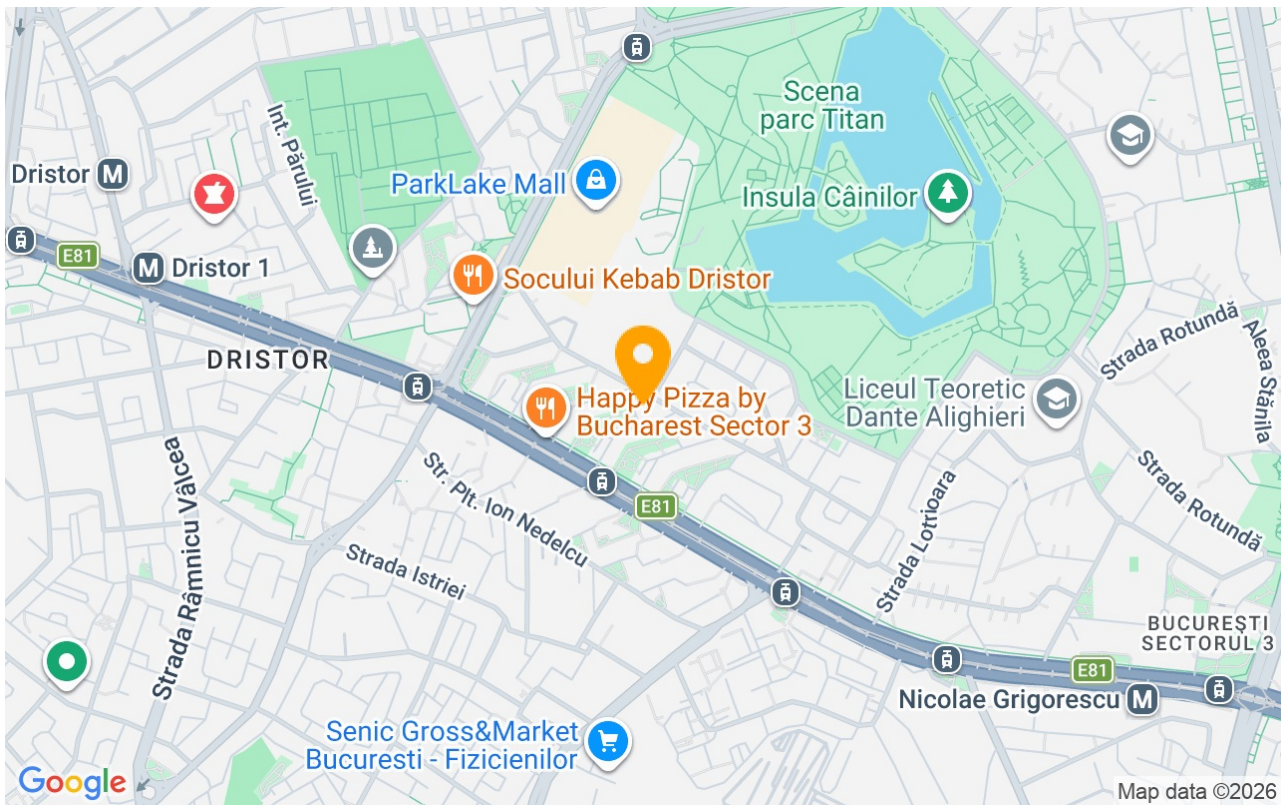 Scena
parc Titan
Int. Părului
Dristor M
ParkLake Mall
Insula Câinilor
E81
M Dristor 1
Socului Kebab Dristor
Strada Rotundă
Aleea Stănila
DRISTOR
Liceul Teoretic
Dante Alighieri
Happy Pizza by
Bucharest Sector 3
Strada Râmnicu Vâlcea
Str. Plt. Ion Nedelcu
E81
Strada Lotrioara
Strada Rotundă
Strada Istriei
BUCUREȘTI
SECTORUL 3
E81
Nicolae Grigorescu M
Senic Gross&Market
Bucuresti - Fizicienilor
Google
Map data ©2026